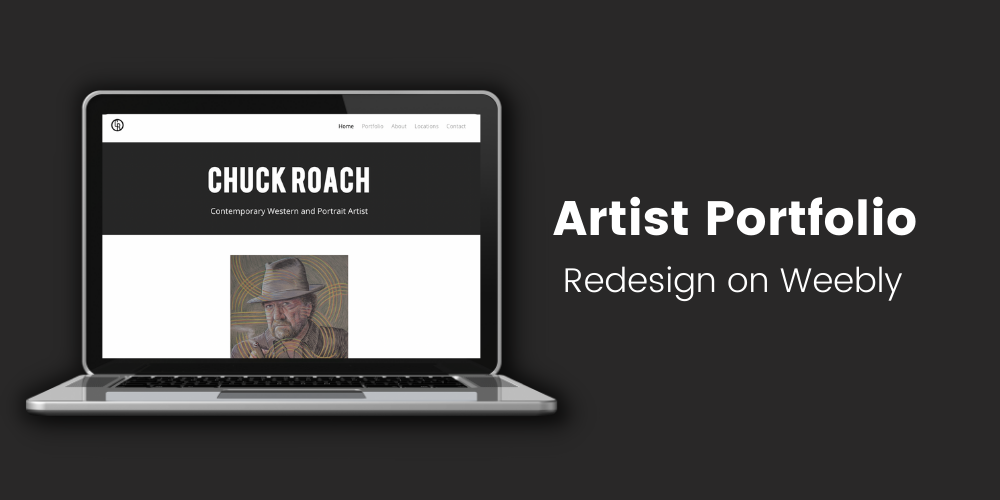 Home Portfolio About Locations Contact
CHUCK ROACH
Contemporary Western and Portrait Artist
Artist Portfolio
Redesign on Weebly